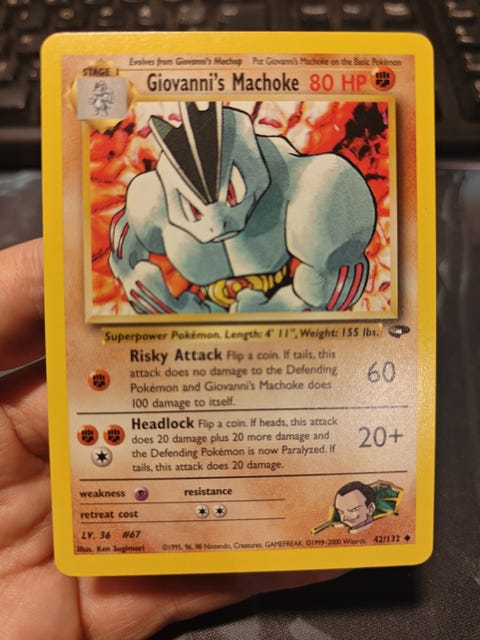 Evolves from Giovanni's Machop Put Giovanni's Machoke on the Basic Pokémon
STAGE 1
Giovanni's Machoke 80 HP
Superpower Pokémon. Length: 4' 11", Weight: 155 lbs.
Risky Attack Flip a coin. If tails, this
attack does no damage to the Defending
Pokémon and Giovanni's Machoke does
100 damage to itself.
60
Headlock Flip a coin. If heads, this attack
does 20 damage plus 20 more damage and
the Defending Pokémon is now Paralyzed. If
tails, this attack does 20 damage.
20+
weakness resistance
retreat cost
LV. 36 #67
Illus. Ken Sugimori ©1995, 96, 98 Nintendo, Creatures, GAMEFREAK. ©1999-2000 Wizards. 42/132